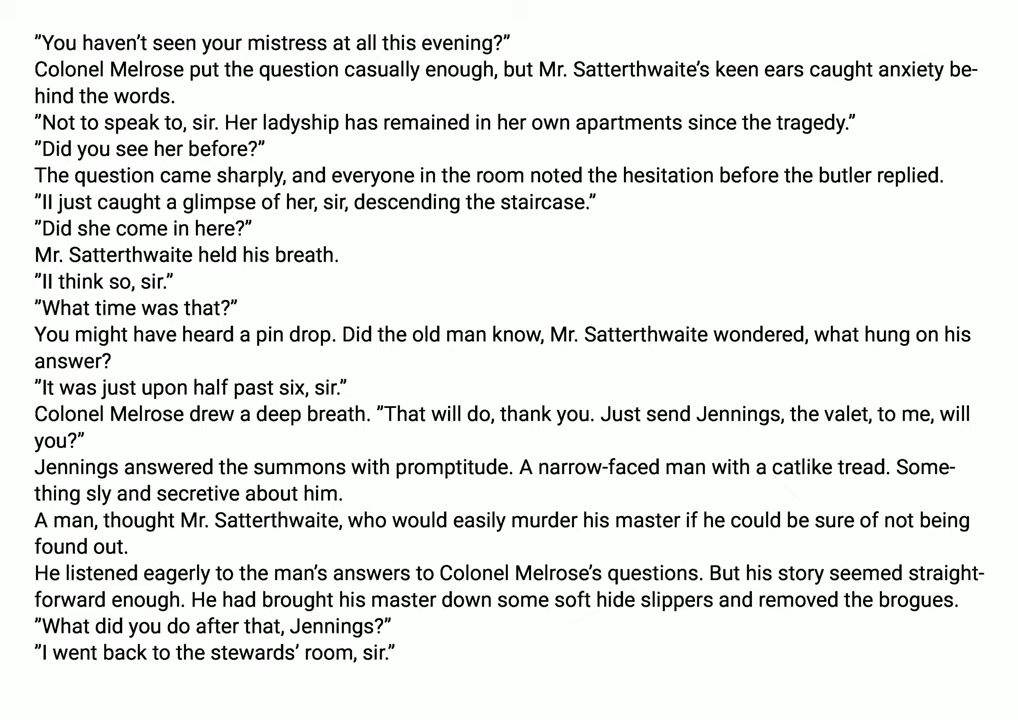 ”You haven’t seen your mistress at all this evening?”
Colonel Melrose put the question casually enough, but Mr. Satterthwaite’s keen ears caught anxiety be-
hind the words.
”Not to speak to, sir. Her ladyship has remained in her own apartments since the tragedy.”
”Did you see her before?”
The question came sharply, and everyone in the room noted the hesitation before the butler replied.
”II just caught a glimpse of her, sir, descending the staircase.”
”Did she come in here?”
Mr. Satterthwaite held his breath.
”II think so, sir.”
”What time was that?”
You might have heard a pin drop. Did the old man know, Mr. Satterthwaite wondered, what hung on his
answer?
”It was just upon half past six, sir.”
Colonel Melrose drew a deep breath. ”That will do, thank you. Just send Jennings, the valet, to me, will
you?”
Jennings answered the summons with promptitude. A narrow-faced man with a catlike tread. Some-
thing sly and secretive about him.
A man, thought Mr. Satterthwaite, who would easily murder his master if he could be sure of not being
found out.
He listened eagerly to the man’s answers to Colonel Melrose’s questions. But his story seemed straight-
forward enough. He had brought his master down some soft hide slippers and removed the brogues.
”What did you do after that, Jennings?”
”I went back to the stewards’ room, sir.”